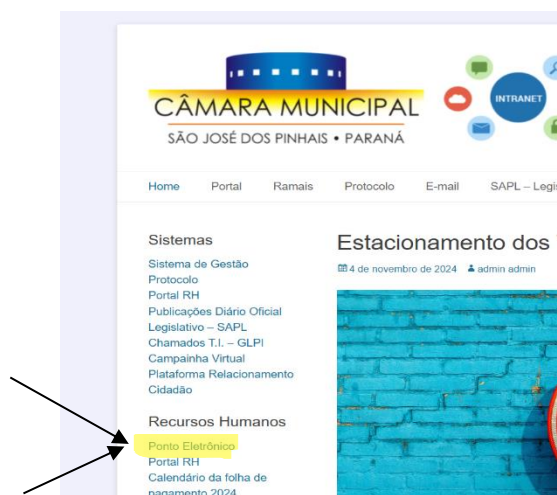 CÂMARA MUNICIPAL
SÃO JOSÉ DOS PINHAIS • PARANÁ
INTRANET
Home Portal Ramais Protocolo E-mail SAPL – Legis
Sistemas
Sistema de Gestão
Protocolo
Portal RH
Publicações Diário Oficial
Legislativo – SAPL
Chamados T.I. – GLPI
Campainha Virtual
Plataforma Relacionamento
Cidadão
Recursos Humanos
Ponto Eletrônico
Portal RH
Calendário da folha de
pagamento 2024
Estacionamento dos
4 de novembro de 2024 admin admin